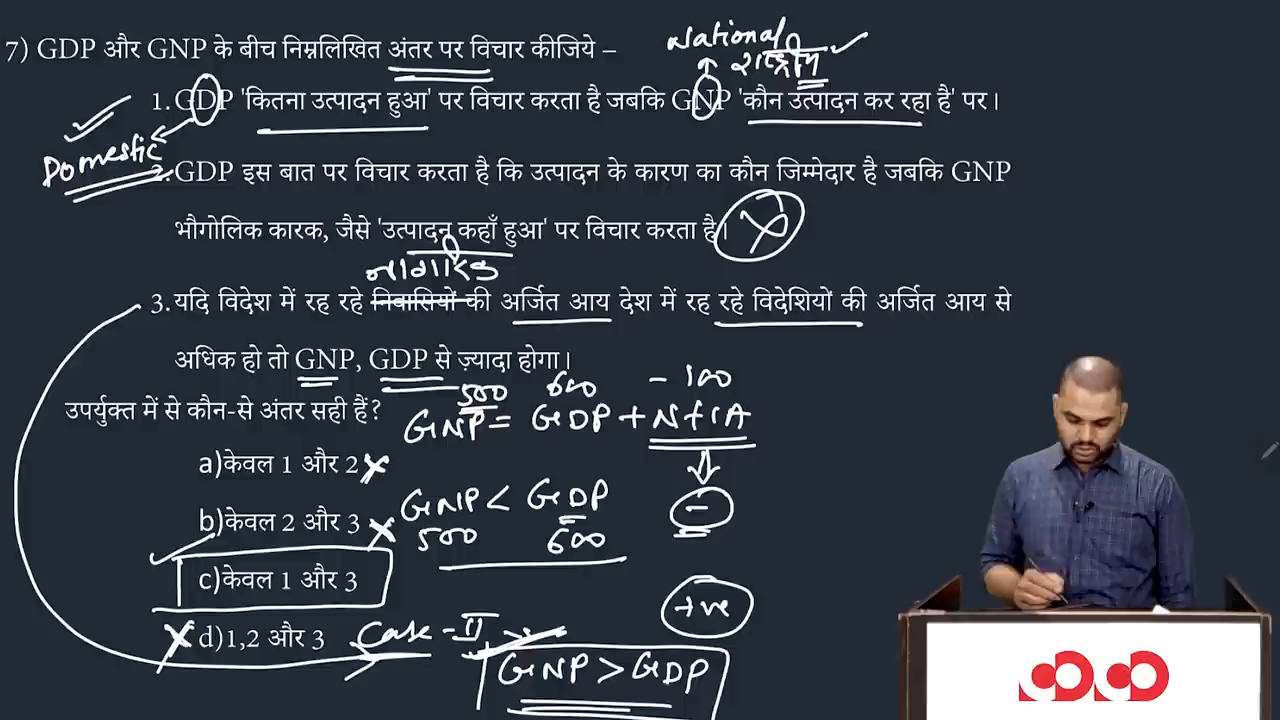 7) GDP और GNP के बीच निम्नलिखित अंतर पर विचार कीजिये –
National
राष्ट्रीय
1. GDP 'कितना उत्पादन हुआ' पर विचार करता है जबकि GNP 'कौन उत्पादन कर रहा है' पर।
Domestic
2. GDP इस बात पर विचार करता है कि उत्पादन के कारण का कौन जिम्मेदार है जबकि GNP
भौगोलिक कारक, जैसे 'उत्पादन कहाँ हुआ' पर विचार करता है।
नागरिक
3. यदि विदेश में रह रहे निवासियों की अर्जित आय देश में रह रहे विदेशियों की अर्जित आय से
अधिक हो तो GNP, GDP से ज़्यादा होगा।
500 600 - 100
उपर्युक्त में से कौन-से अंतर सही हैं?
GNP = GDP + NFIA
a) केवल 1 और 2
GNP < GDP
-
b) केवल 2 और 3
500 600
c) केवल 1 और 3
+ve
d) 1,2 और 3
Case - II
GNP > GDP